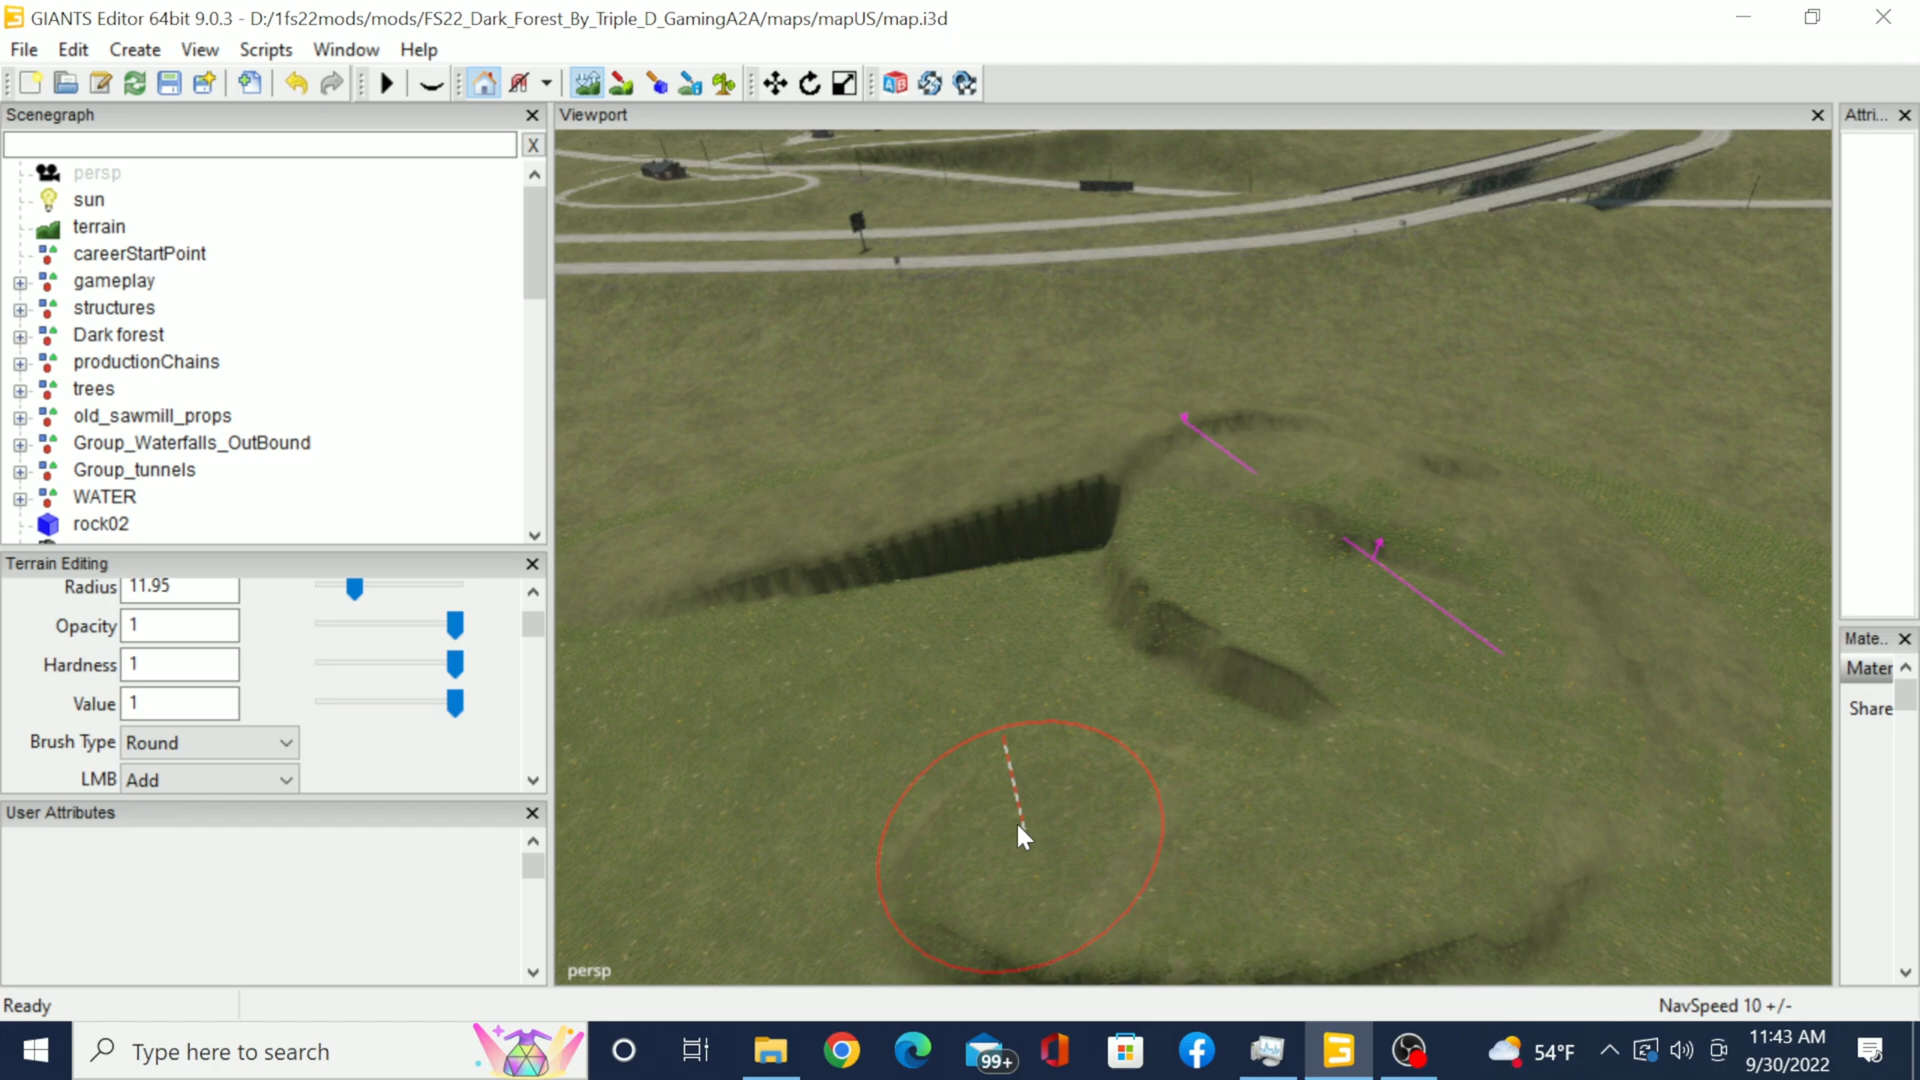 GIANTS Editor 64bit 9.0.3 - D:/1fs22mods/mods/FS22_Dark_Forest_By_Triple_D_GamingA2A/maps/mapUS/map.i3d
File Edit Create View Scripts Window Help
Scenegraph
X
persp
sun
terrain
careerStartPoint
gameplay
structures
Dark forest
productionChains
trees
old_sawmill_props
Group_Waterfalls_OutBound
Group_tunnels
WATER
rock02
Terrain Editing
Radius 11.95
Opacity 1
Hardness 1
Value 1
Brush Type Round
LMB Add
User Attributes
Viewport
persp
Attri...
Mate..
Mater
Share
Ready
NavSpeed 10 +/-
Type here to search
99+
54°F
11:43 AM
9/30/2022